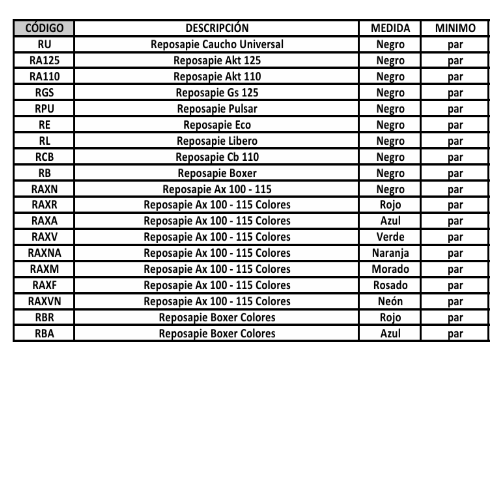 CÓDIGO DESCRIPCIÓN MEDIDA MINIMO
RU Reposapie Caucho Universal Negro par
RA125 Reposapie Akt 125 Negro par
RA110 Reposapie Akt 110 Negro par
RGS Reposapie Gs 125 Negro par
RPU Reposapie Pulsar Negro par
RE Reposapie Eco Negro par
RL Reposapie Libero Negro par
RCB Reposapie Cb 110 Negro par
RB Reposapie Boxer Negro par
RAXN Reposapie Ax 100 - 115 Negro par
RAXR Reposapie Ax 100 - 115 Colores Rojo par
RAXA Reposapie Ax 100 - 115 Colores Azul par
RAXV Reposapie Ax 100 - 115 Colores Verde par
RAXNA Reposapie Ax 100 - 115 Colores Naranja par
RAXM Reposapie Ax 100 - 115 Colores Morado par
RAXF Reposapie Ax 100 - 115 Colores Rosado par
RAXVN Reposapie Ax 100 - 115 Colores Neón par
RBR Reposapie Boxer Colores Rojo par
RBA Reposapie Boxer Colores Azul par